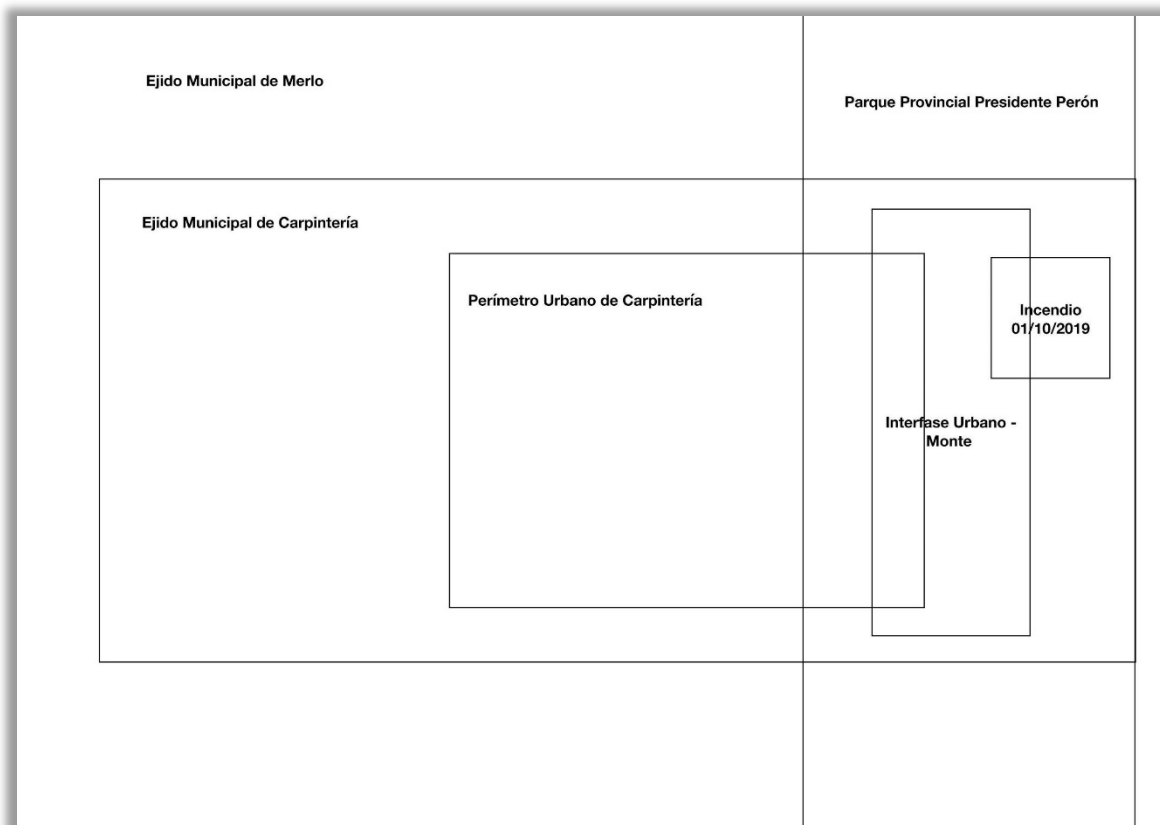 Ejido Municipal de Merlo
Parque Provincial Presidente Perón
Ejido Municipal de Carpintería
Perímetro Urbano de Carpintería
Incendio
01/10/2019
Interfase Urbano -
Monte